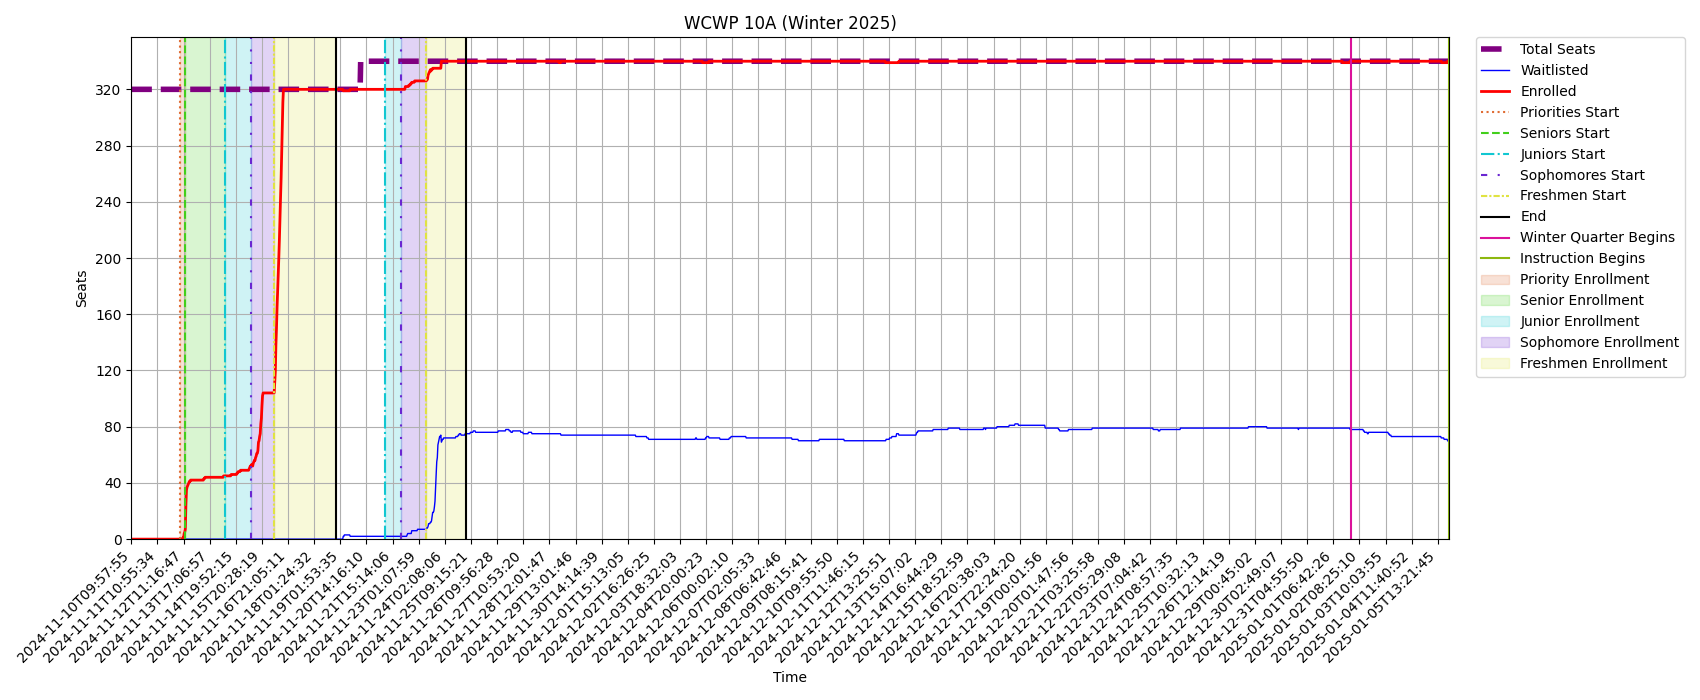 WCWP 10A (Winter 2025)
Seats
320
280
240
200
160
120
80
40
0
2024-11-10T09:57:55
2024-11-11T10:55:34
2024-11-12T11:16:47
2024-11-13T17:06:57
2024-11-14T19:52:15
2024-11-15T20:28:19
2024-11-16T21:05:11
2024-11-18T01:24:32
2024-11-19T01:53:35
2024-11-20T14:16:10
2024-11-21T15:14:06
2024-11-23T01:07:59
2024-11-24T02:08:06
2024-11-25T09:15:21
2024-11-26T09:56:28
2024-11-27T10:53:20
2024-11-28T12:01:47
2024-11-29T13:01:46
2024-11-30T14:14:39
2024-12-01T15:13:05
2024-12-02T16:26:25
2024-12-03T18:32:03
2024-12-04T20:00:23
2024-12-06T00:02:10
2024-12-07T02:05:33
2024-12-08T06:42:46
2024-12-09T08:15:41
2024-12-10T09:55:50
2024-12-11T11:46:15
2024-12-12T13:25:51
2024-12-13T15:07:02
2024-12-14T16:44:29
2024-12-15T18:52:59
2024-12-16T20:38:03
2024-12-17T22:24:20
2024-12-19T00:01:56
2024-12-20T01:47:56
2024-12-21T03:25:58
2024-12-22T05:29:08
2024-12-23T07:04:42
2024-12-24T08:57:35
2024-12-25T10:32:13
2024-12-26T12:14:19
2024-12-29T00:45:02
2024-12-30T02:49:07
2024-12-31T04:55:50
2025-01-01T06:42:26
2025-01-02T08:25:10
2025-01-03T10:03:55
2025-01-04T11:40:52
2025-01-05T13:21:45
Time
Total Seats
Waitlisted
Enrolled
Priorities Start
Seniors Start
Juniors Start
Sophomores Start
Freshmen Start
End
Winter Quarter Begins
Instruction Begins
Priority Enrollment
Senior Enrollment
Junior Enrollment
Sophomore Enrollment
Freshmen Enrollment